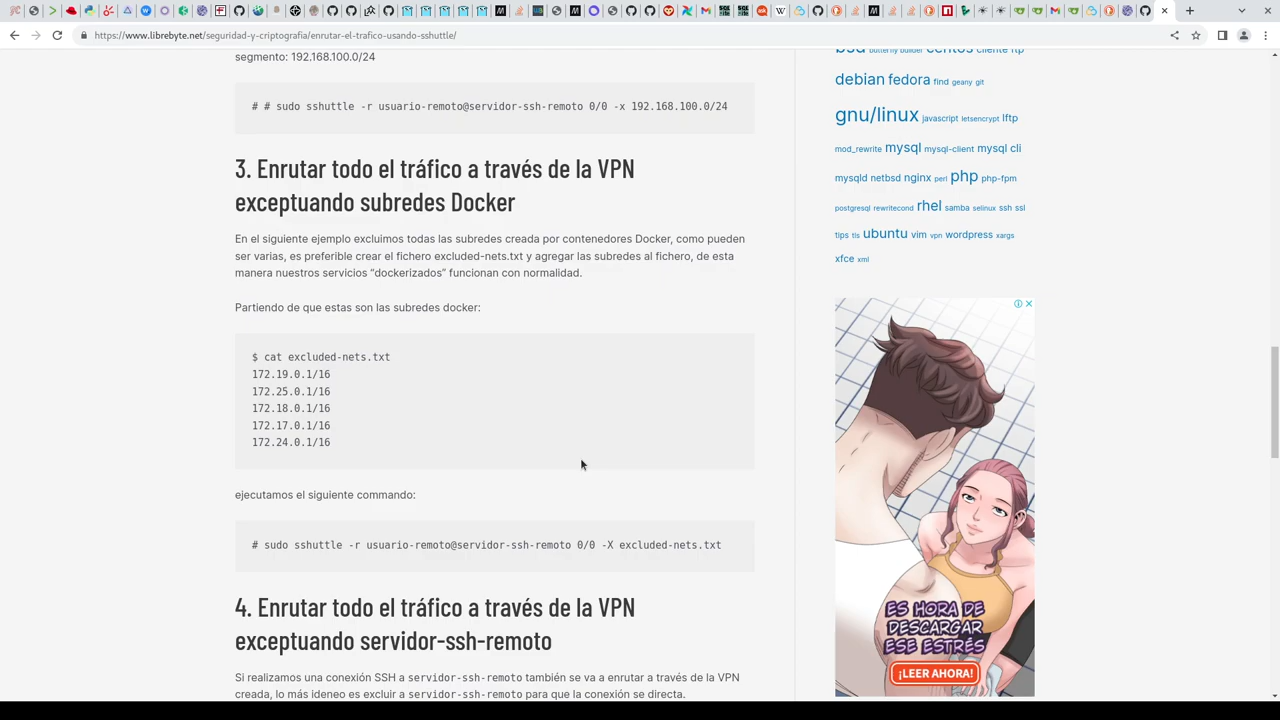 https://www.librebyte.net/seguridad-y-criptografia/enrutar-el-trafico-usando-sshuttle/
segmento: 192.168.100.0/24
# # sudo sshuttle -r usuario-remoto@servidor-ssh-remoto 0/0 -x 192.168.100.0/24
3. Enrutar todo el tráfico a través de la VPN
exceptuando subredes Docker
En el siguiente ejemplo excluimos todas las subredes creada por contenedores Docker, como pueden
ser varias, es preferible crear el fichero excluded-nets.txt y agregar las subredes al fichero, de esta
manera nuestros servicios “dockerizados” funcionan con normalidad.
Partiendo de que estas son las subredes docker:
$ cat excluded-nets.txt
172.19.0.1/16
172.25.0.1/16
172.18.0.1/16
172.17.0.1/16
172.24.0.1/16
ejecutamos el siguiente commando:
# sudo sshuttle -r usuario-remoto@servidor-ssh-remoto 0/0 -X excluded-nets.txt
4. Enrutar todo el tráfico a través de la VPN
exceptuando servidor-ssh-remoto
Si realizamos una conexión SSH a servidor-ssh-remoto también se va a enrutar a través de la VPN
creada, lo más ideneo es excluir a servidor-ssh-remoto para que la conexión se directa.
bsd butterfly builder centos cliente ftp
debian fedora find geany git
gnu/linux javascript letsencrypt lftp
mod_rewrite mysql mysql-client mysql cli
mysqld netbsd nginx perl php php-fpm
postgresql rewritecond rhel samba selinux ssh ssl
tips tls ubuntu vim vpn wordpress xargs
xfce xml
ES HORA DE
DESCARGAR
ESE ESTRÉS
¡LEER AHORA!